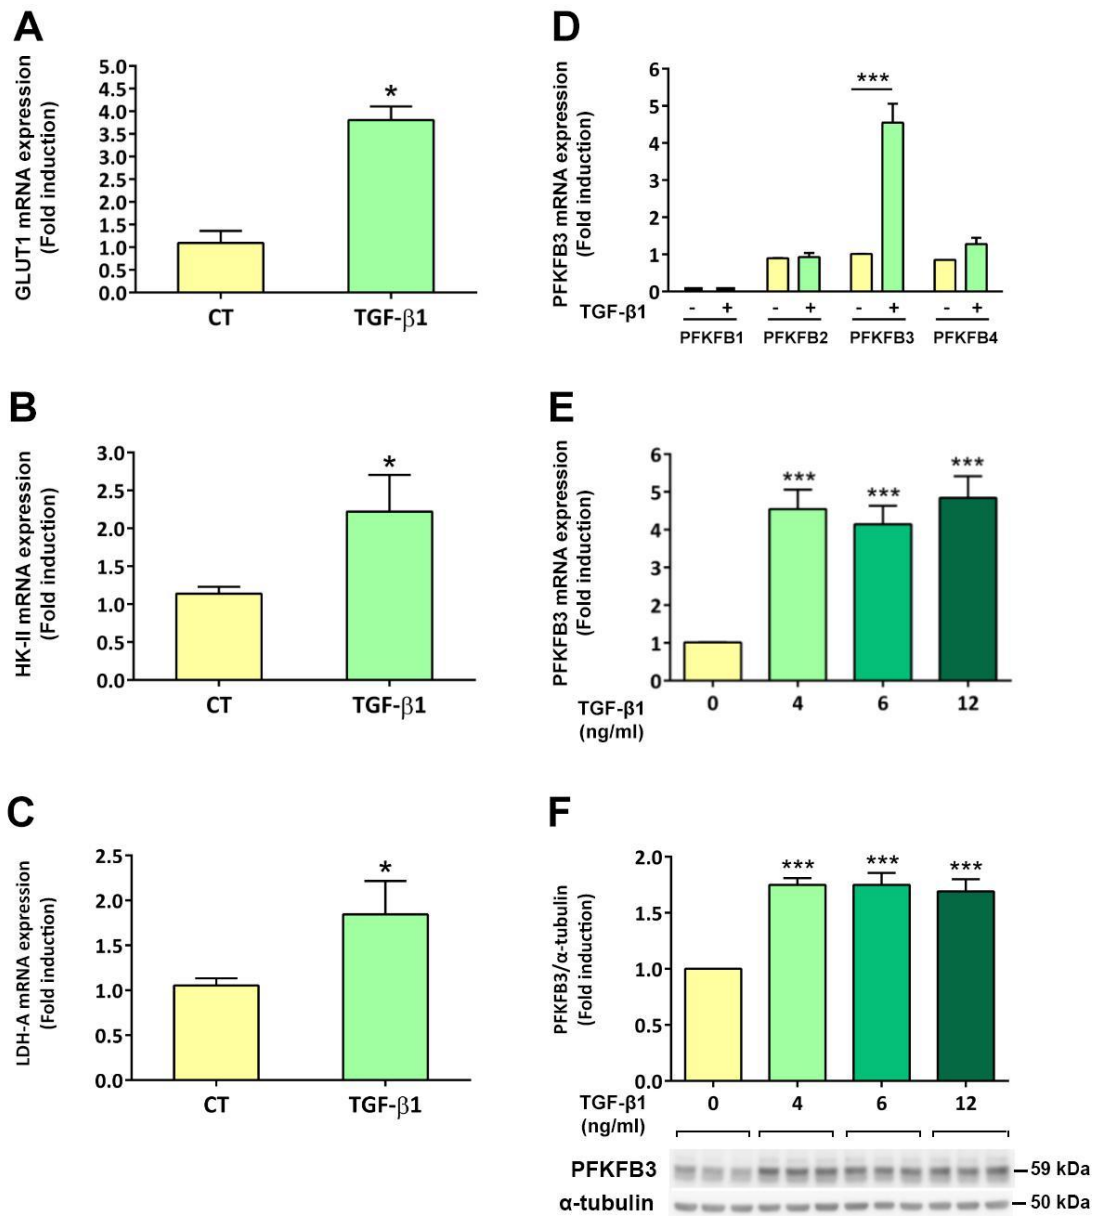 A
GLUT1 mRNA expression
(Fold induction)
5.0
4.5
4.0
3.5
3.0
2.5
2.0
1.5
1.0
0.5
0.0
*
CT TGF-β1
B
HK-II mRNA expression
(Fold induction)
3.0
2.5
2.0
1.5
1.0
0.5
0.0
*
CT TGF-β1
C
LDH-A mRNA expression
(Fold induction)
2.5
2.0
1.5
1.0
0.5
0.0
*
CT TGF-β1
D
PFKFB3 mRNA expression
(Fold induction)
6
5
4
3
2
1
0
***
TGF-β1 - + - + - + - +
PFKFB1 PFKFB2 PFKFB3 PFKFB4
E
PFKFB3 mRNA expression
(Fold induction)
6
5
4
3
2
1
0
*** *** ***
TGF-β1 0 4 6 12
(ng/ml)
F
PFKFB3/α-tubulin
(Fold induction)
2.0
1.5
1.0
0.5
0.0
*** *** ***
TGF-β1 0 4 6 12
(ng/ml)
PFKFB3 59 kDa
α-tubulin 50 kDa